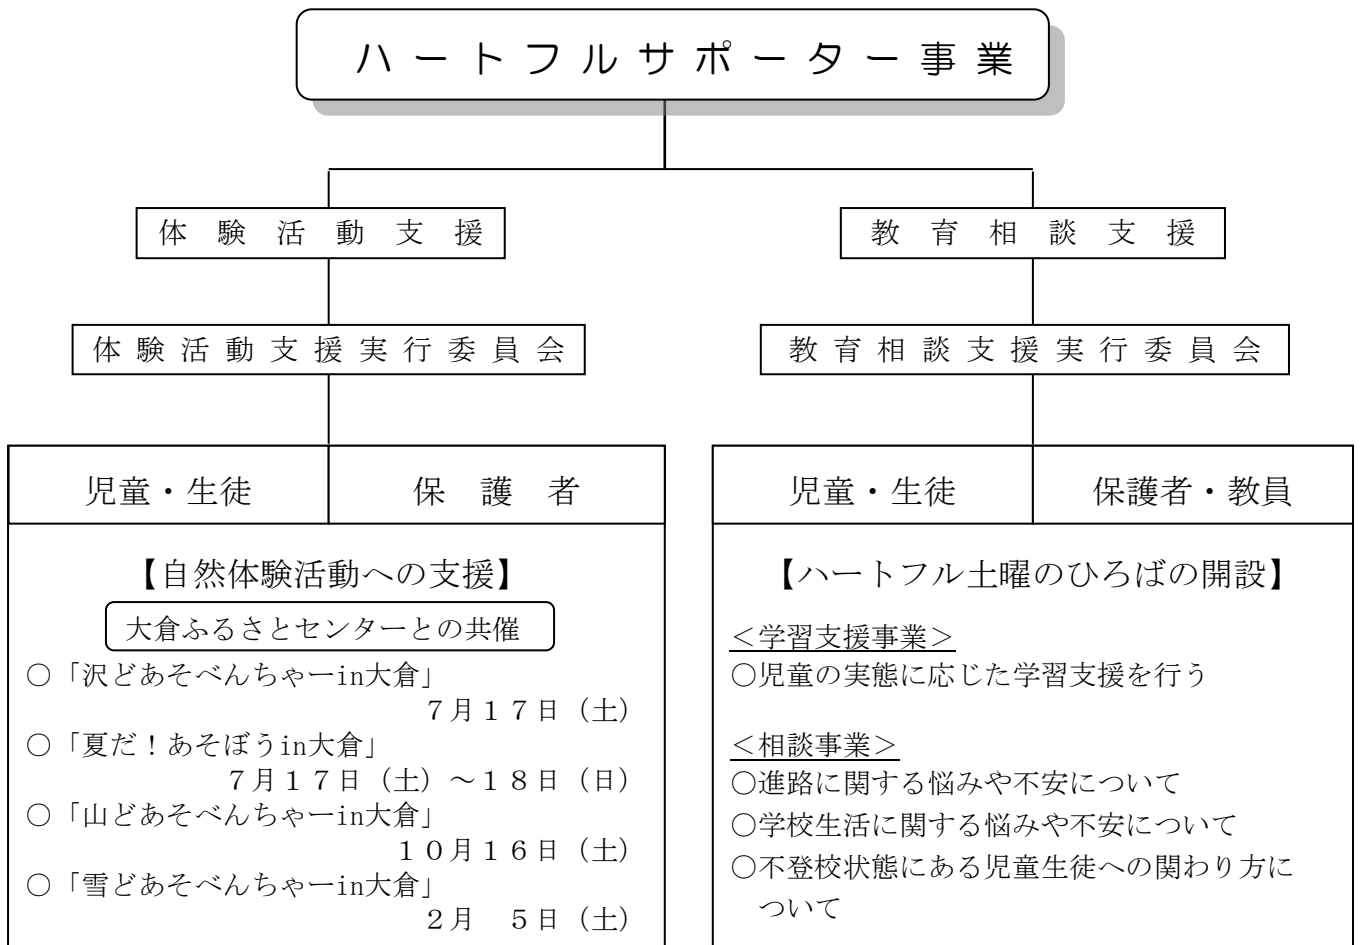 ハートフルサポーター事業
体験活動支援
体験活動支援実行委員会
児童・生徒
保護者
【自然体験活動への支援】
大倉ふるさとセンターとの共催
○「沢どあそべんちゃーin大倉」
７月１７日（土）
○「夏だ！あそぼうin大倉」
７月１７日（土）～１８日（日）
○「山どあそべんちゃーin大倉」
１０月１６日（土）
○「雪どあそべんちゃーin大倉」
２月　５日（土）
教育相談支援
教育相談支援実行委員会
児童・生徒
保護者・教員
【ハートフル土曜のひろばの開設】
＜学習支援事業＞
○児童の実態に応じた学習支援を行う
＜相談事業＞
○進路に関する悩みや不安について
○学校生活に関する悩みや不安について
○不登校状態にある児童生徒への関わり方に
ついて